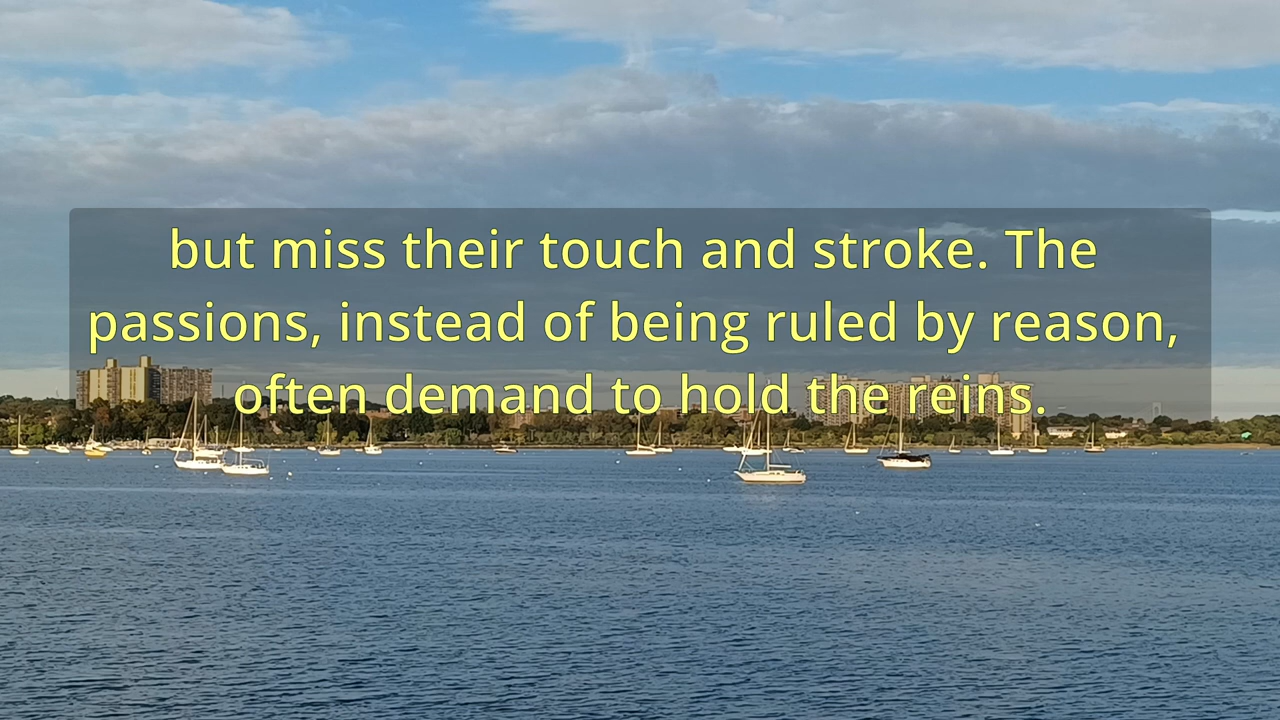 but miss their touch and stroke. The
passions, instead of being ruled by reason,
often demand to hold the reins.